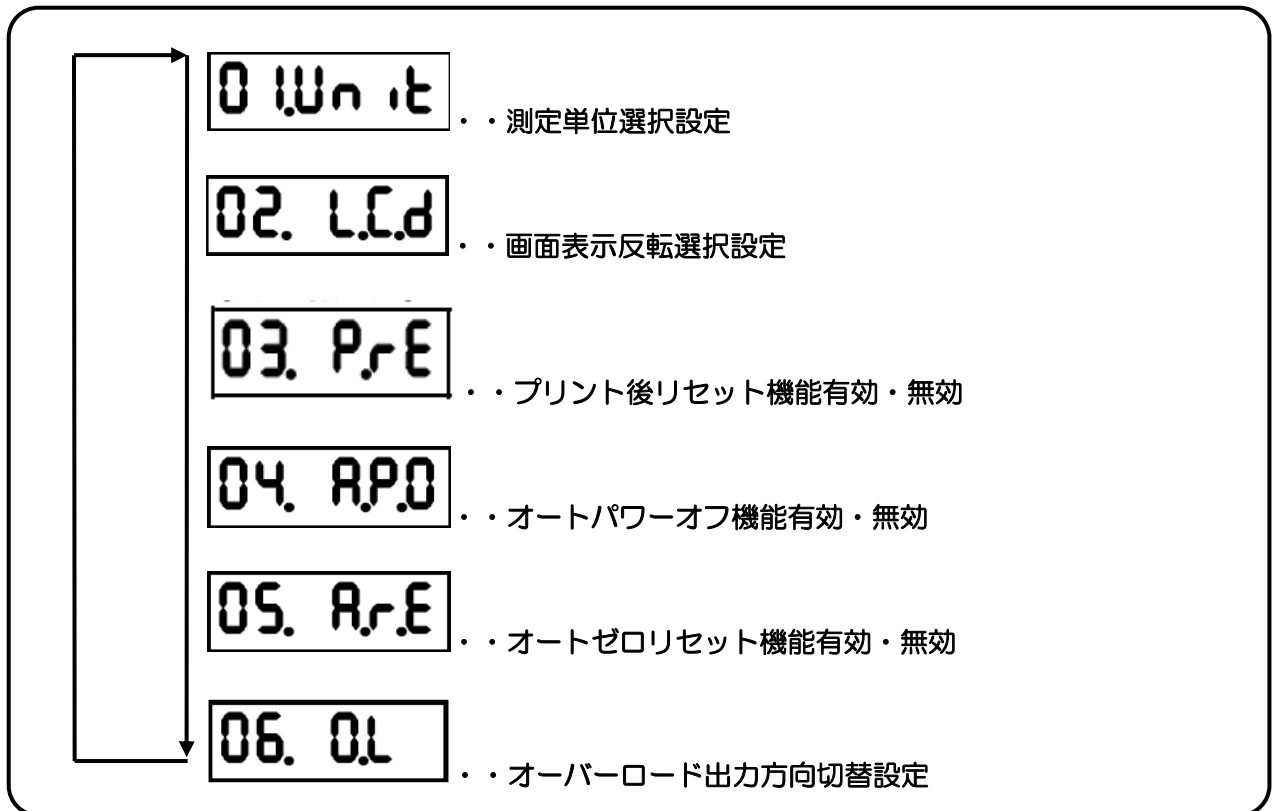 01.Unit ・・測定単位選択設定
02. L.C.d ・・画面表示反転選択設定
03. P.rE ・・プリント後リセット機能有効・無効
04. A.P.O ・・オートパワーオフ機能有効・無効
05. A.r.E ・・オートゼロリセット機能有効・無効
06. O.L ・・オーバーロード出力方向切替設定